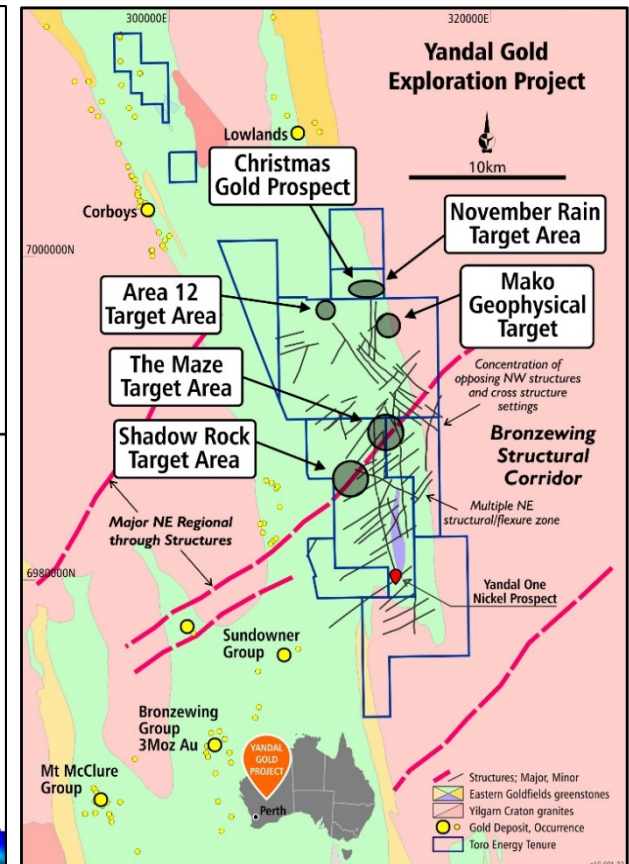 300000E
320000E
Yandal Gold
Exploration Project
10km
Lowlands
Christmas
Gold Prospect
Corboys
November Rain
Target Area
7000000N
Area 12
Target Area
Mako
Geophysical
Target
The Maze
Target Area
Concentration of
opposing NW structures
and cross structure
settings
Shadow Rock
Target Area
Bronzewing
Structural
Corridor
Major NE Regional
through Structures
Multiple NE
structural/flexure zone
6980000N
Yandal One
Nickel Prospect
Sundowner
Group
Bronzewing
Group
3Moz Au
YANDAL
GOLD
PROJECT
Mt McClure
Group
Perth
Structures; Major, Minor
Eastern Goldfields greenstones
Yilgarn Craton granites
Gold Deposit, Occurrence
Toro Energy Tenure